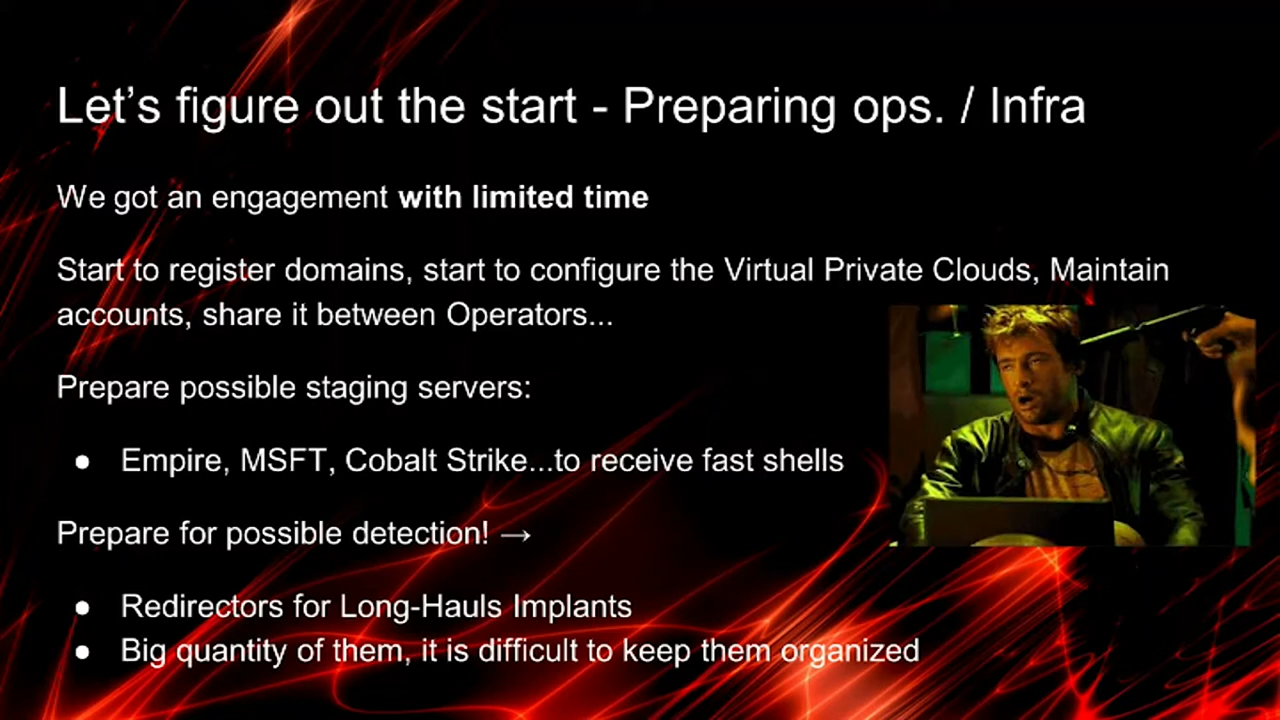 Let’s figure out the start - Preparing ops. / Infra
We got an engagement with limited time
Start to register domains, start to configure the Virtual Private Clouds, Maintain
accounts, share it between Operators...
Prepare possible staging servers:
● Empire, MSFT, Cobalt Strike...to receive fast shells
Prepare for possible detection! →
● Redirectors for Long-Hauls Implants
● Big quantity of them, it is difficult to keep them organized